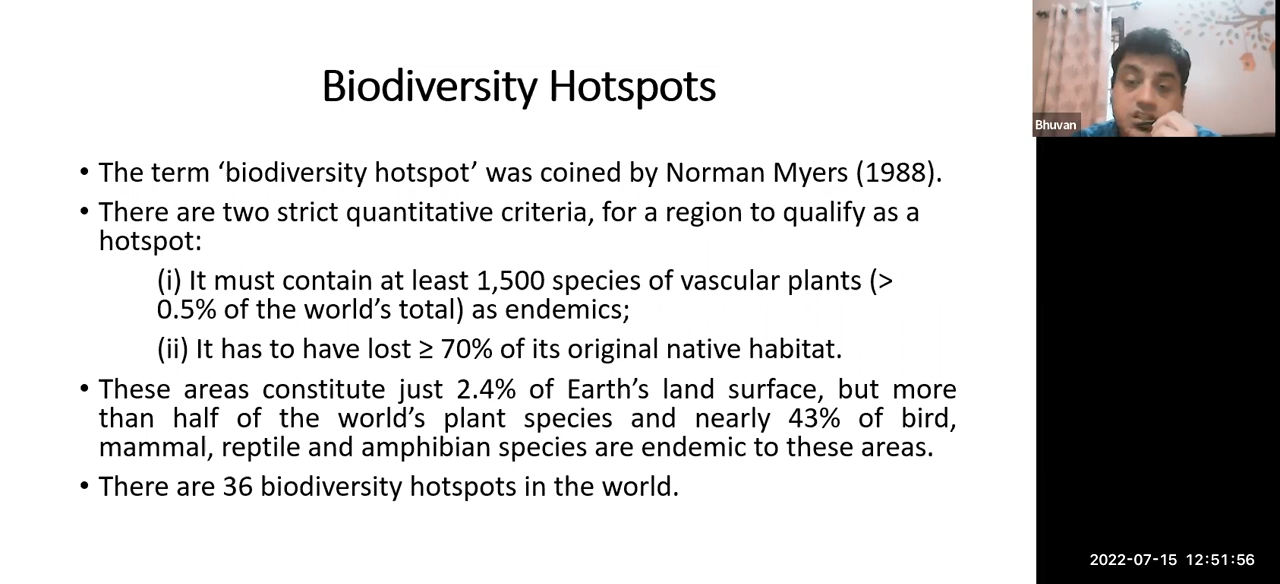 Biodiversity Hotspots
• The term ‘biodiversity hotspot’ was coined by Norman Myers (1988).
• There are two strict quantitative criteria, for a region to qualify as a
hotspot:
(i) It must contain at least 1,500 species of vascular plants (>
0.5% of the world’s total) as endemics;
(ii) It has to have lost ≥ 70% of its original native habitat.
• These areas constitute just 2.4% of Earth’s land surface, but more
than half of the world’s plant species and nearly 43% of bird,
mammal, reptile and amphibian species are endemic to these areas.
• There are 36 biodiversity hotspots in the world.
Bhuvan
2022-07-15 12:51:56